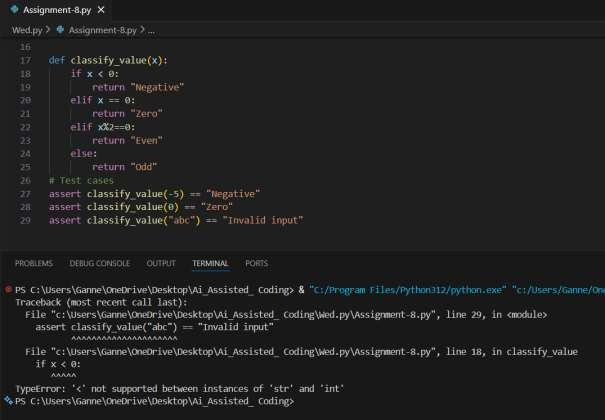 Assignment-8.py
Wed.py > Assignment-8.py > ...
16
17 def classify_value(x):
18     if x < 0:
19         return "Negative"
20     elif x == 0:
21         return "Zero"
22     elif x%2==0:
23         return "Even"
24     else:
25         return "Odd"
26 # Test cases
27 assert classify_value(-5) == "Negative"
28 assert classify_value(0) == "Zero"
29 assert classify_value("abc") == "Invalid input"
PROBLEMS DEBUG CONSOLE OUTPUT TERMINAL PORTS
PS C:\Users\Ganne\OneDrive\Desktop\Ai_Assisted_ Coding> & "C:/Program Files/Python312/python.exe" "c:/Users/Ganne/On
Traceback (most recent call last):
  File "c:\Users\Ganne\OneDrive\Desktop\Ai_Assisted_ Coding\Wed.py\Assignment-8.py", line 29, in <module>
    assert classify_value("abc") == "Invalid input"
           ^^^^^^^^^^^^^^^^^^^^^
  File "c:\Users\Ganne\OneDrive\Desktop\Ai_Assisted_ Coding\Wed.py\Assignment-8.py", line 18, in classify_value
    if x < 0:
       ^^^^^
TypeError: '<' not supported between instances of 'str' and 'int'
PS C:\Users\Ganne\OneDrive\Desktop\Ai_Assisted_ Coding>